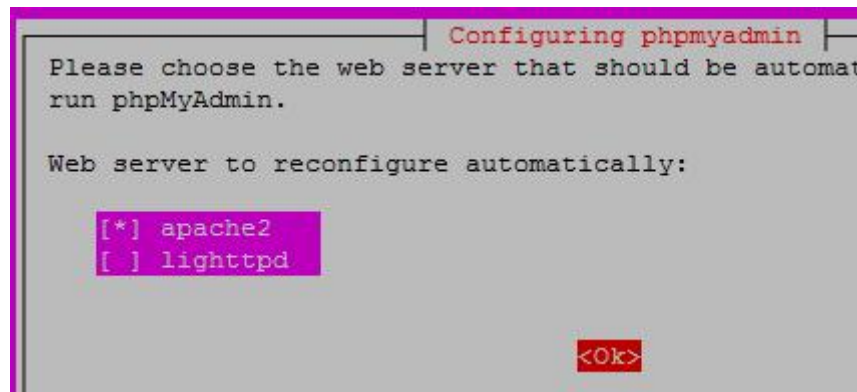 Configuring phpmyadmin
Please choose the web server that should be automat
run phpMyAdmin.
Web server to reconfigure automatically:
[*] apache2
[ ] lighttpd
<Ok>